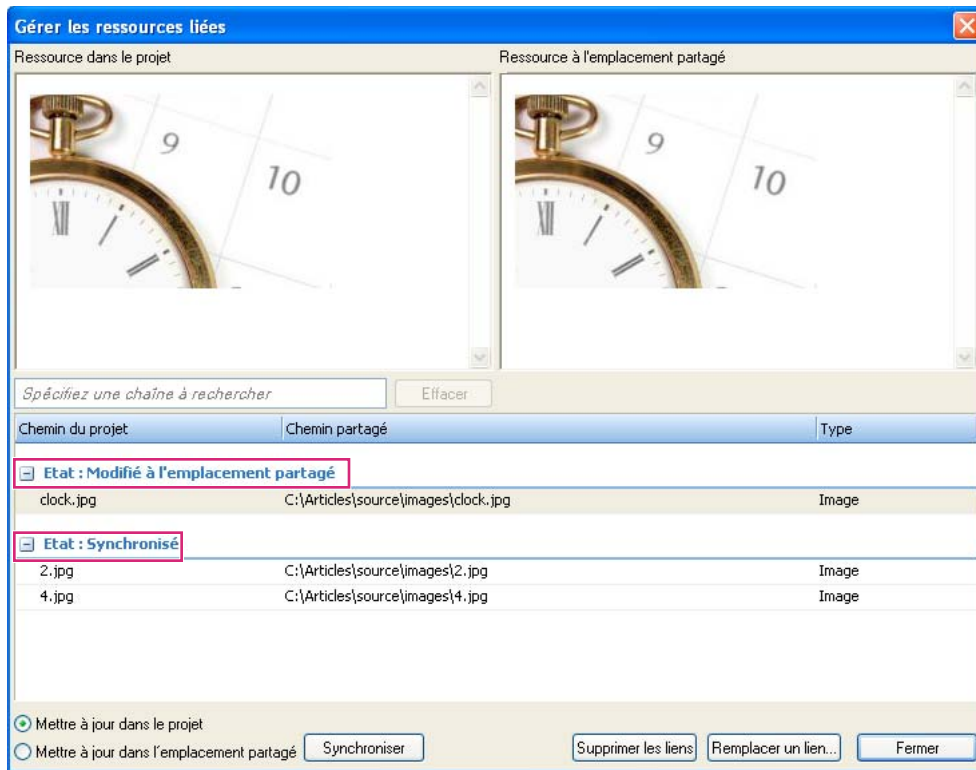 Gérer les ressources liées
Ressource dans le projet
Ressource à l'emplacement partagé
9
10
9
10
Spécifiez une chaîne à rechercher
Effacer
Chemin du projet Chemin partagé Type
Etat : Modifié à l'emplacement partagé
clock.jpg C:\Articles\source\images\clock.jpg Image
Etat : Synchronisé
2.jpg C:\Articles\source\images\2.jpg Image
4.jpg C:\Articles\source\images\4.jpg Image
Mettre à jour dans le projet
Mettre à jour dans l'emplacement partagé
Synchroniser
Supprimer les liens
Remplacer un lien...
Fermer